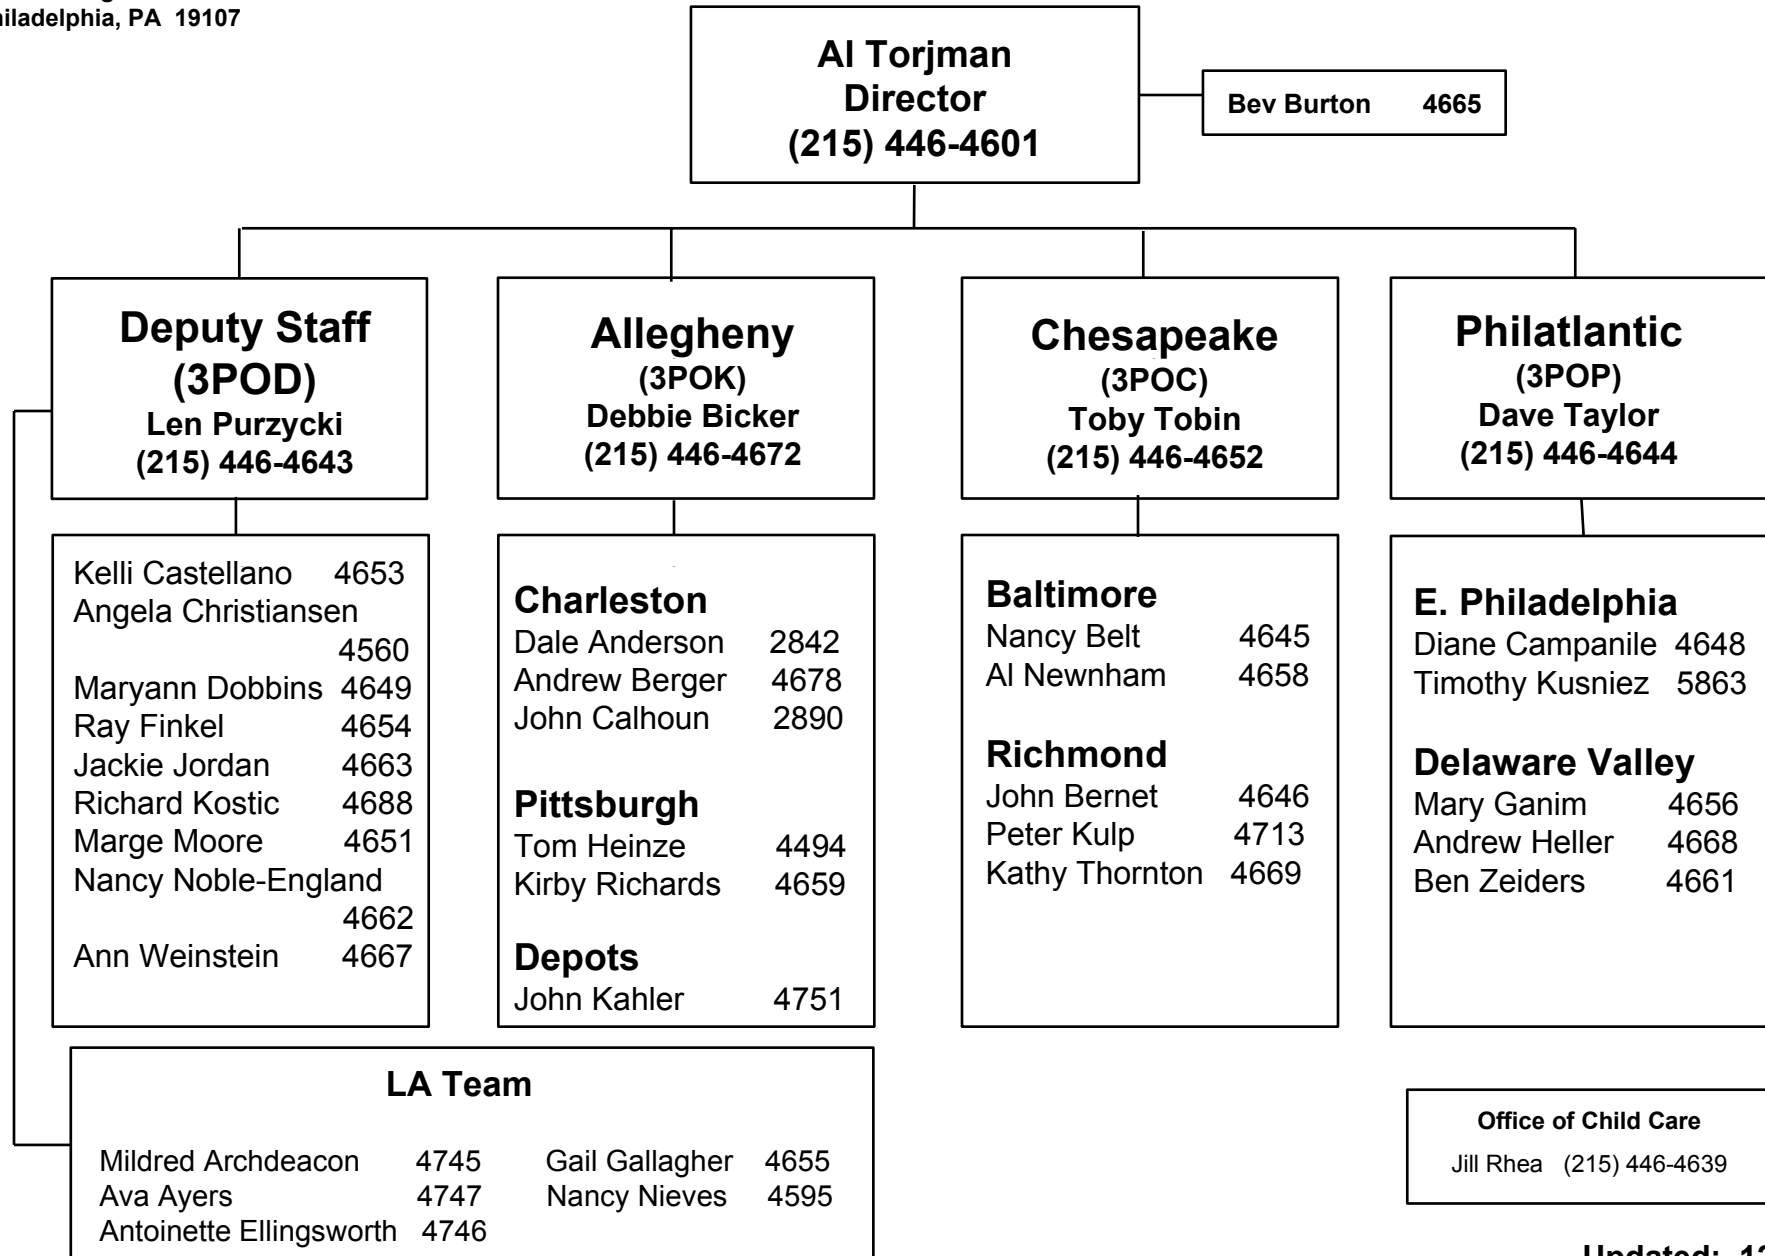 Philadelphia, PA 19107
Al Torjman
Director
(215) 446-4601
Bev Burton 4665
Deputy Staff
(3POD)
Len Purzycki
(215) 446-4643
Allegheny
(3POK)
Debbie Bicker
(215) 446-4672
Chesapeake
(3POC)
Toby Tobin
(215) 446-4652
Philatlantic
(3POP)
Dave Taylor
(215) 446-4644
Kelli Castellano 4653
Angela Christiansen
4560
Maryann Dobbins 4649
Ray Finkel 4654
Jackie Jordan 4663
Richard Kostic 4688
Marge Moore 4651
Nancy Noble-England
4662
Ann Weinstein 4667
Charleston
Dale Anderson 2842
Andrew Berger 4678
John Calhoun 2890
Pittsburgh
Tom Heinze 4494
Kirby Richards 4659
Depots
John Kahler 4751
Baltimore
Nancy Belt 4645
Al Newnham 4658
Richmond
John Bernet 4646
Peter Kulp 4713
Kathy Thornton 4669
E. Philadelphia
Diane Campanile 4648
Timothy Kusniez 5863
Delaware Valley
Mary Ganim 4656
Andrew Heller 4668
Ben Zeiders 4661
LA Team
Mildred Archdeacon 4745 Gail Gallagher 4655
Ava Ayers 4747 Nancy Nieves 4595
Antoinette Ellingsworth 4746
Office of Child Care
Jill Rhea (215) 446-4639
Updated: